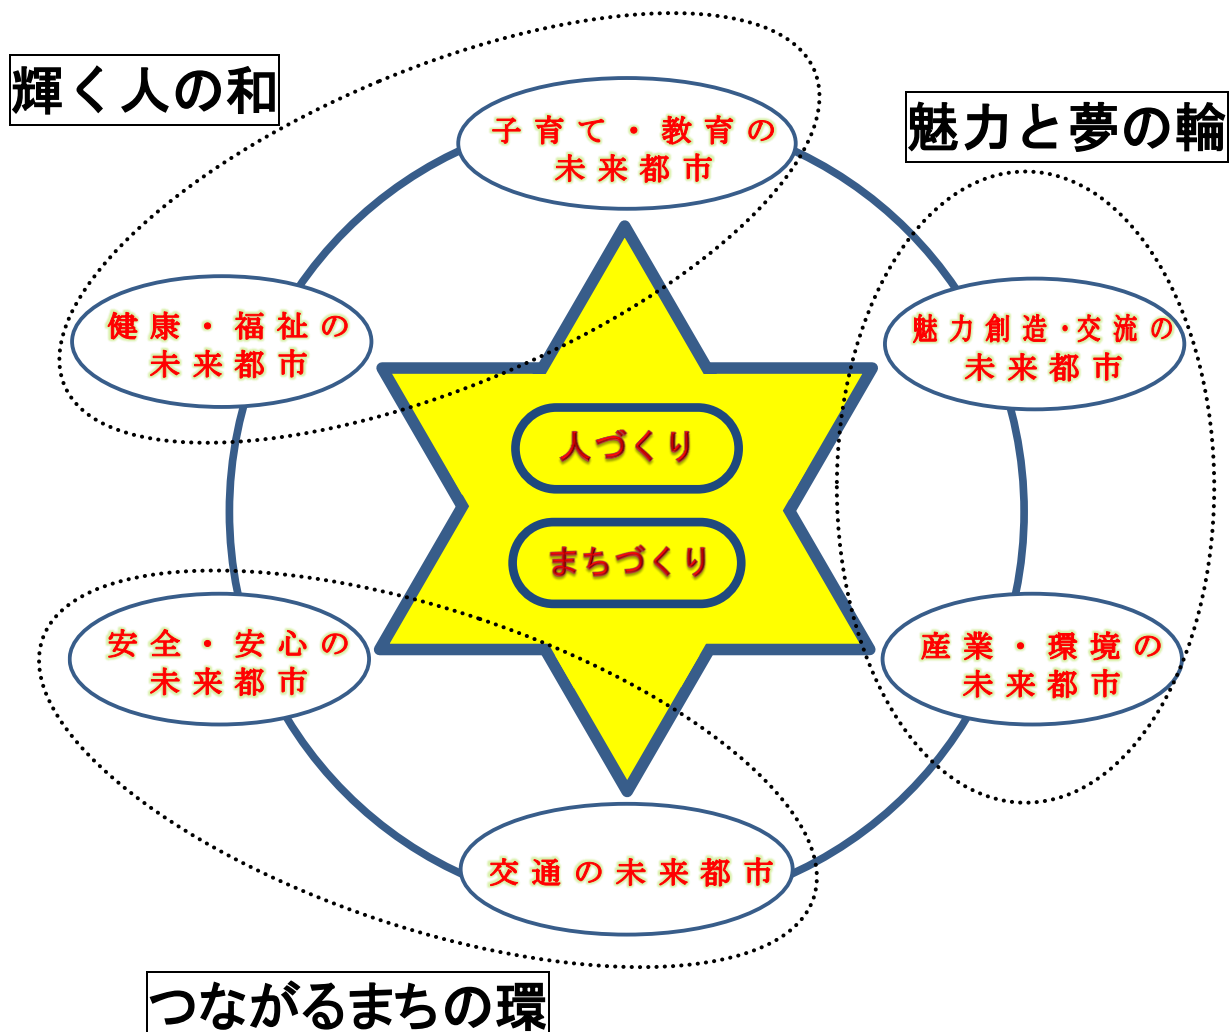 輝く人の和
魅力と夢の輪
子育て・教育の
未来都市
健康・福祉の
未来都市
魅力創造・交流の
未来都市
人づくり
まちづくり
安全・安心の
未来都市
産業・環境の
未来都市
交通の未来都市
つながるまちの環